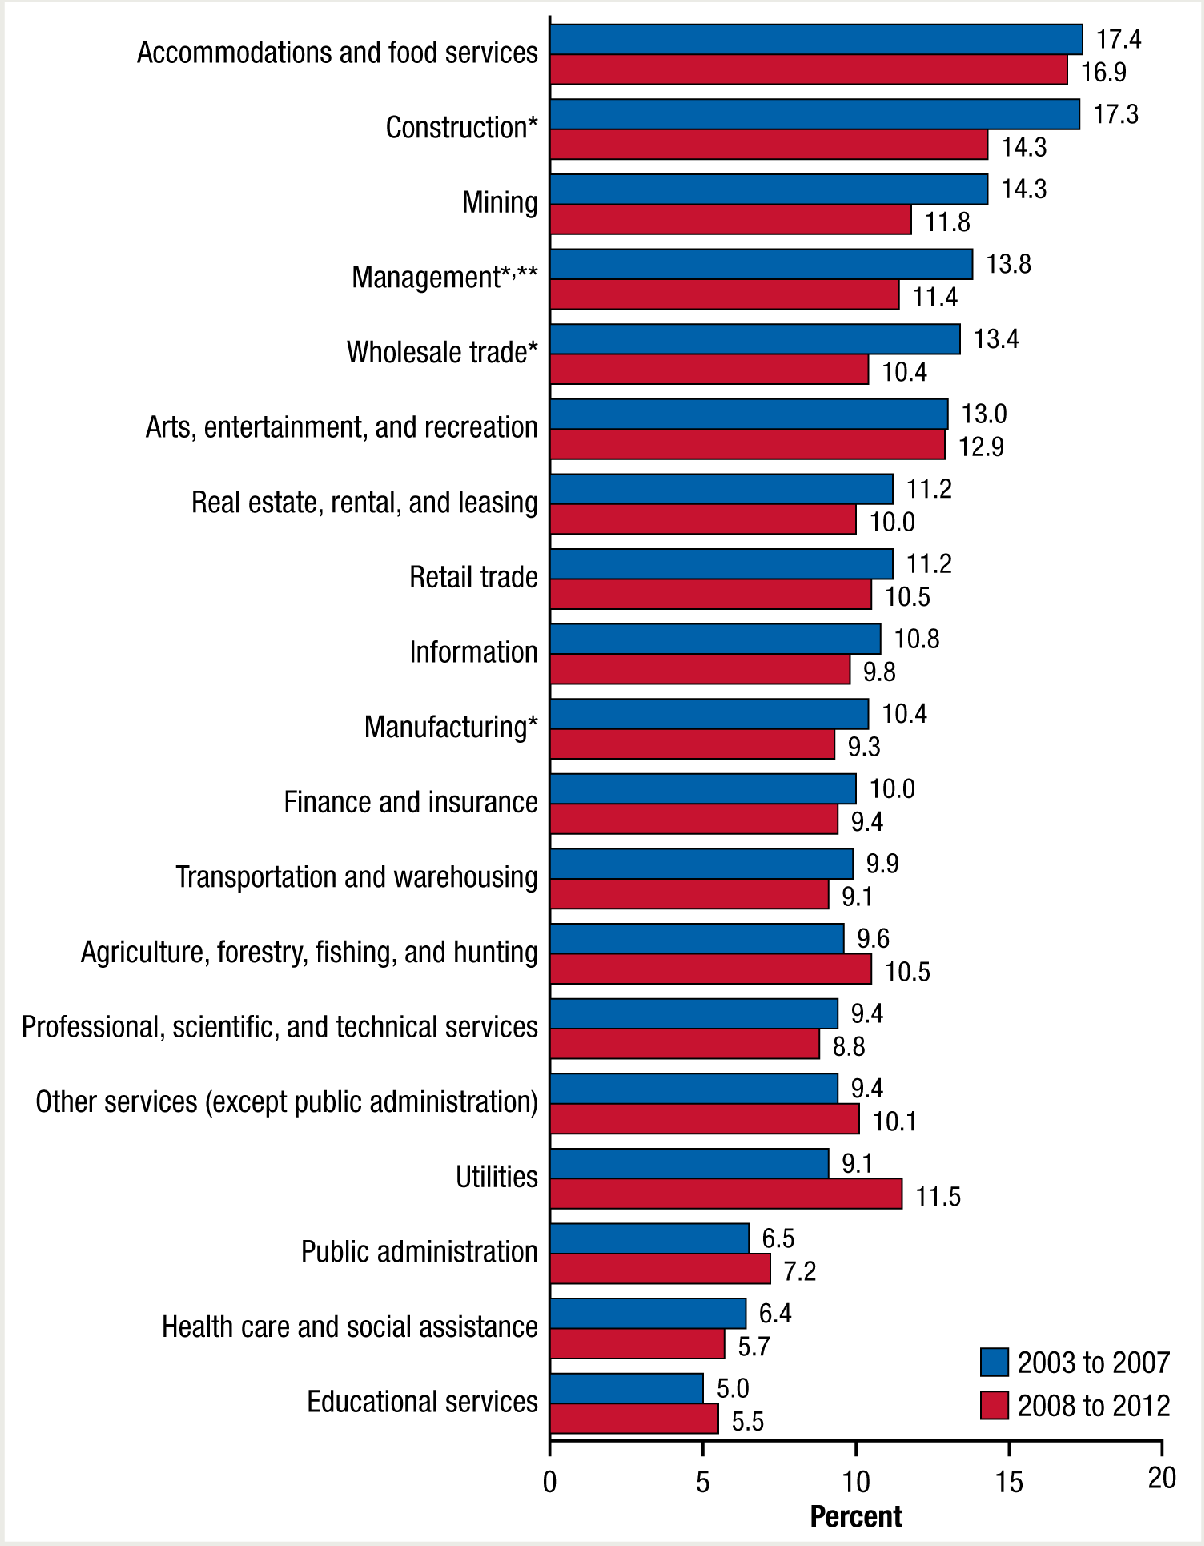 Accommodations and food services
17.4
16.9
Construction*
17.3
14.3
Mining
14.3
11.8
Management*,**
13.8
11.4
Wholesale trade*
13.4
10.4
Arts, entertainment, and recreation
13.0
12.9
Real estate, rental, and leasing
11.2
10.0
Retail trade
11.2
10.5
Information
10.8
9.8
Manufacturing*
10.4
9.3
Finance and insurance
10.0
9.4
Transportation and warehousing
9.9
9.1
Agriculture, forestry, fishing, and hunting
9.6
10.5
Professional, scientific, and technical services
9.4
8.8
Other services (except public administration)
9.4
10.1
Utilities
9.1
11.5
Public administration
6.5
7.2
Health care and social assistance
6.4
5.7
Educational services
5.0
5.5
2003 to 2007
2008 to 2012
0 5 10 15 20
Percent